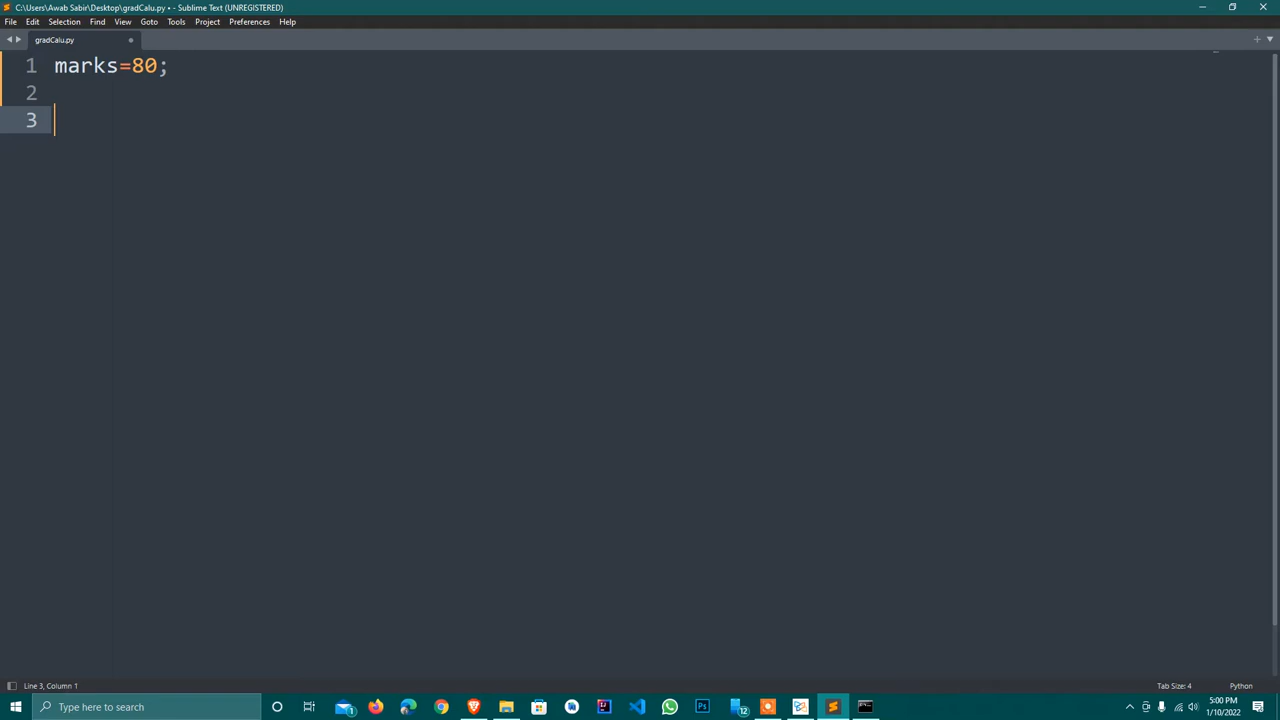 C:\Users\Awab Sabir\Desktop\gradCalu.py • - Sublime Text (UNREGISTERED)
File Edit Selection Find View Goto Tools Project Preferences Help
gradCalu.py
1 marks=80;
2
3
Line 3, Column 1 Tab Size: 4 Python
Type here to search
1
12
5:00 PM
1/10/2022